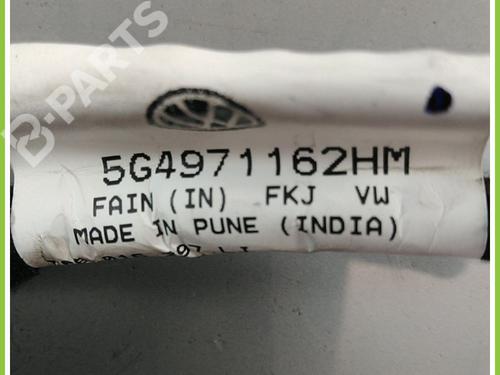 B-PARTS
5G4971162HM
FAIN (IN) FKJ VW
MADE IN PUNE (INDIA)